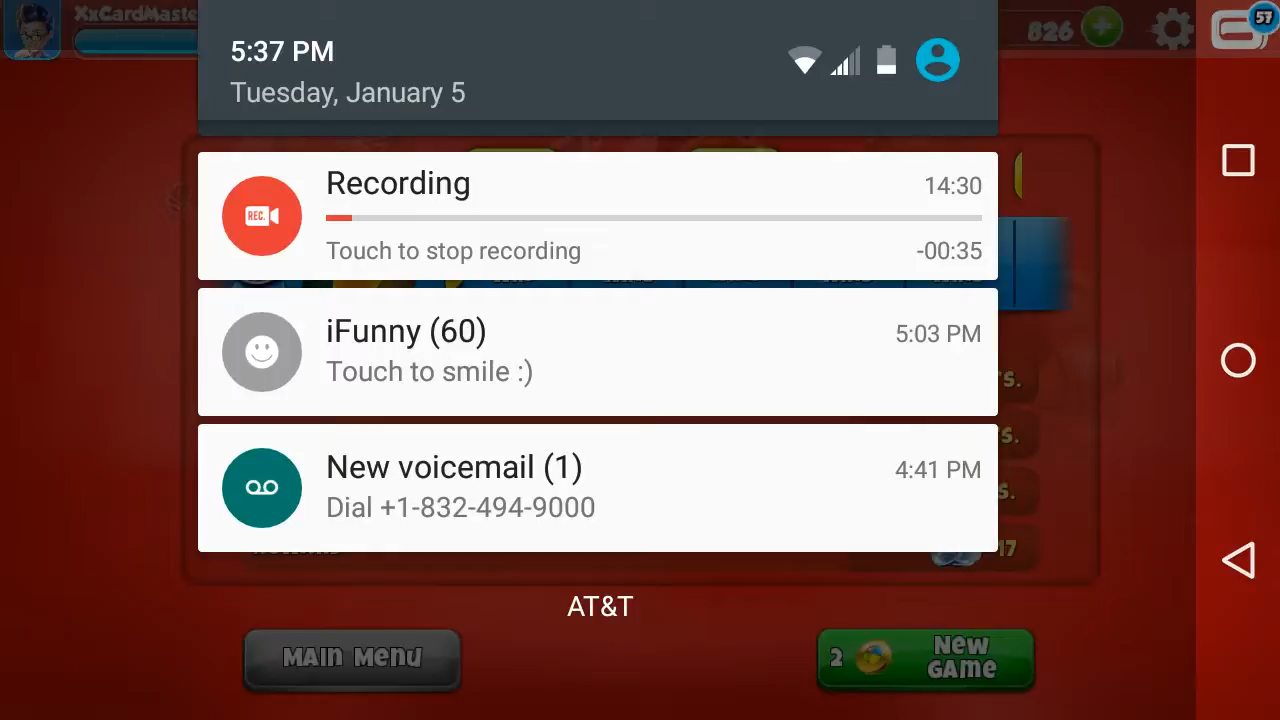 XxCardMaste
826
57
5:37 PM
Tuesday, January 5
Recording
14:30
REC.
Touch to stop recording
-00:35
iFunny (60)
5:03 PM
Touch to smile :)
New voicemail (1)
4:41 PM
Dial +1-832-494-9000
s.
s.
s.
17
AT&T
Main Menu
2
New
Game